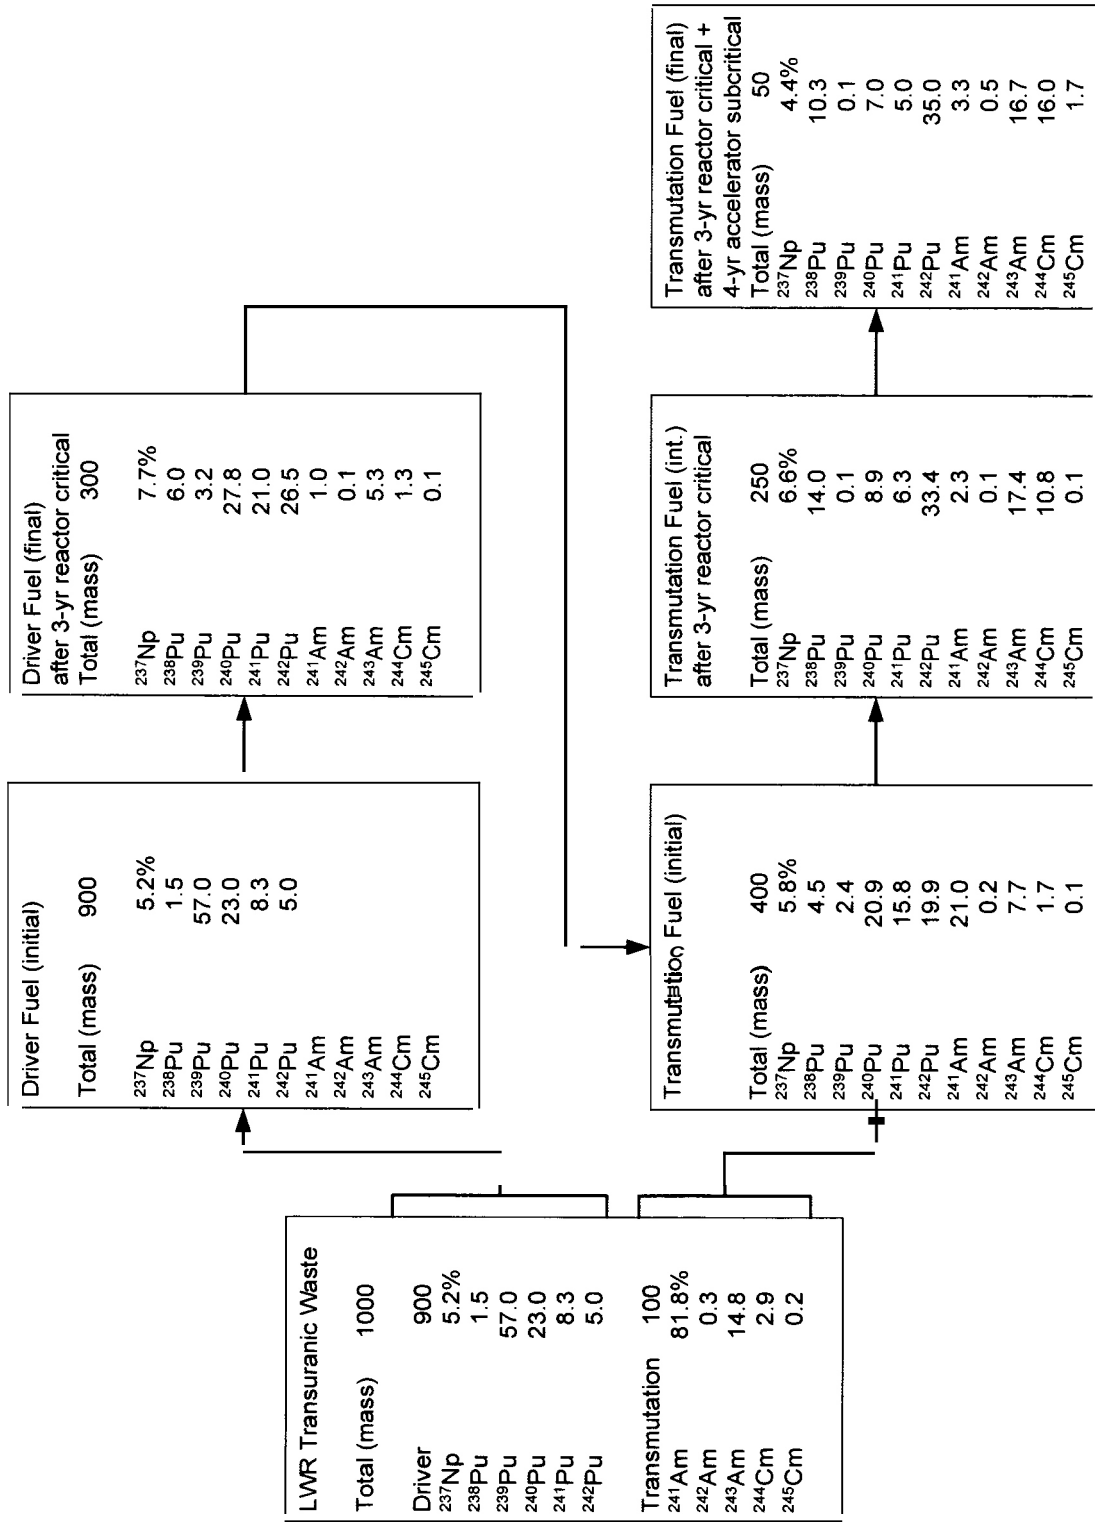 LWR Transuranic Waste
Total (mass) 1000
Driver 900
²³⁷Np 5.2%
²³⁸Pu 1.5
²³⁹Pu 57.0
²⁴⁰Pu 23.0
²⁴¹Pu 8.3
²⁴²Pu 5.0
Transmutation 100
²⁴¹Am 81.8%
²⁴²Am 0.3
²⁴³Am 14.8
²⁴⁴Cm 2.9
²⁴⁵Cm 0.2
Driver Fuel (initial)
Total (mass) 900
²³⁷Np 5.2%
²³⁸Pu 1.5
²³⁹Pu 57.0
²⁴⁰Pu 23.0
²⁴¹Pu 8.3
²⁴²Pu 5.0
²⁴¹Am
²⁴²Am
²⁴³Am
²⁴⁴Cm
²⁴⁵Cm
Driver Fuel (final)
after 3-yr reactor critical
Total (mass) 300
²³⁷Np 7.7%
²³⁸Pu 6.0
²³⁹Pu 3.2
²⁴⁰Pu 27.8
²⁴¹Pu 21.0
²⁴²Pu 26.5
²⁴¹Am 1.0
²⁴²Am 0.1
²⁴³Am 5.3
²⁴⁴Cm 1.3
²⁴⁵Cm 0.1
Transmutation Fuel (initial)
Total (mass) 400
²³⁷Np 5.8%
²³⁸Pu 4.5
²³⁹Pu 2.4
²⁴⁰Pu 20.9
²⁴¹Pu 15.8
²⁴²Pu 19.9
²⁴¹Am 21.0
²⁴²Am 0.2
²⁴³Am 7.7
²⁴⁴Cm 1.7
²⁴⁵Cm 0.1
Transmutation Fuel (int.)
after 3-yr reactor critical
Total (mass) 250
²³⁷Np 6.6%
²³⁸Pu 14.0
²³⁹Pu 0.1
²⁴⁰Pu 8.9
²⁴¹Pu 6.3
²⁴²Pu 33.4
²⁴¹Am 2.3
²⁴²Am 0.1
²⁴³Am 17.4
²⁴⁴Cm 10.8
²⁴⁵Cm 0.1
Transmutation Fuel (final)
after 3-yr reactor critical +
4-yr accelerator subcritical
Total (mass) 50
²³⁷Np 4.4%
²³⁸Pu 10.3
²³⁹Pu 0.1
²⁴⁰Pu 7.0
²⁴¹Pu 5.0
²⁴²Pu 35.0
²⁴¹Am 3.3
²⁴²Am 0.5
²⁴³Am 16.7
²⁴⁴Cm 16.0
²⁴⁵Cm 1.7